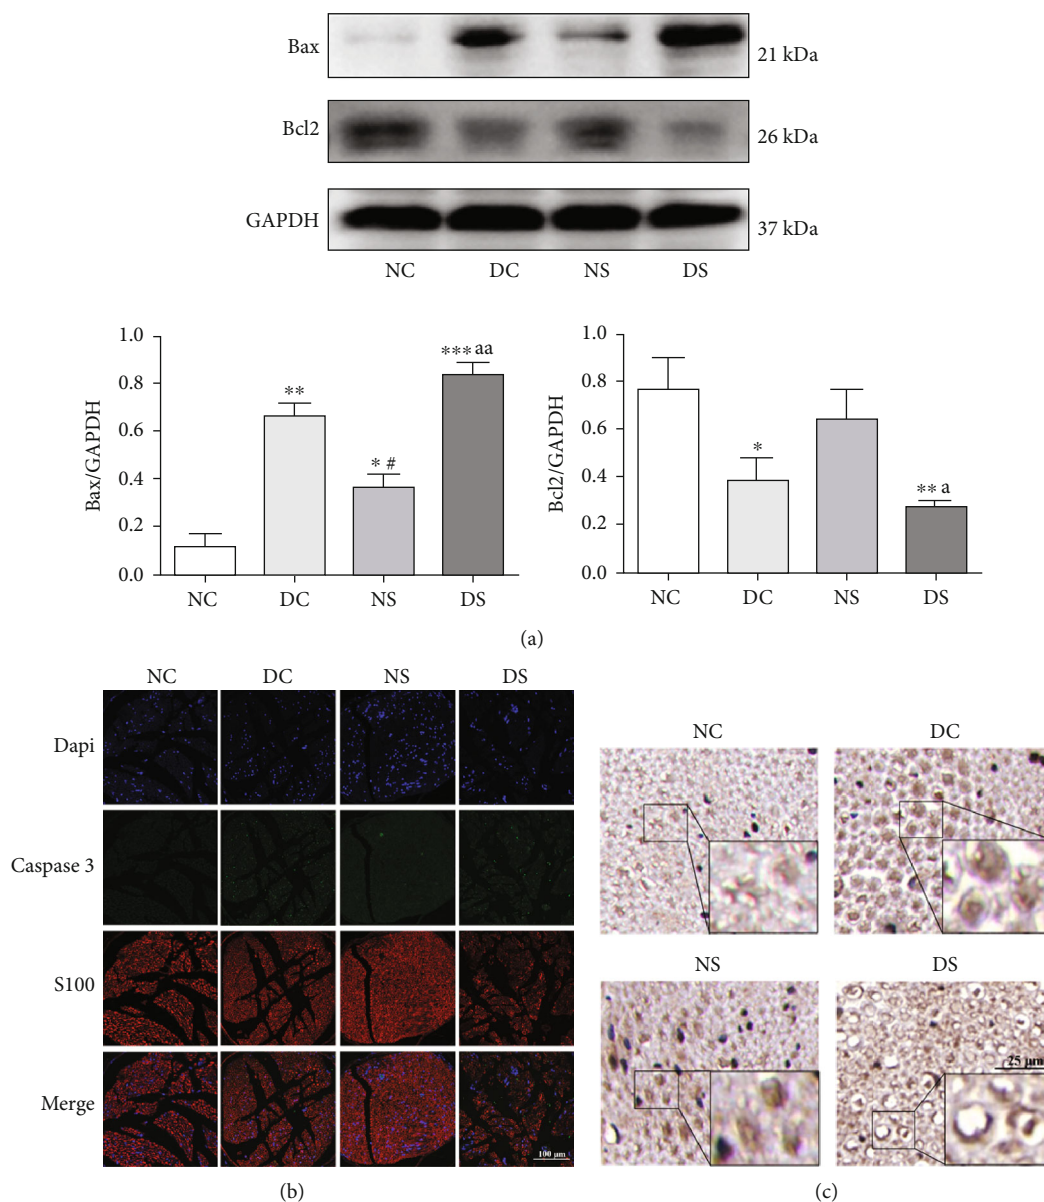 Bax
21 kDa
Bcl2
26 kDa
GAPDH
37 kDa
NC DC NS DS
1.0
0.8
0.6
0.4
0.2
0.0
Bax/GAPDH
**
* #
*** aa
NC DC NS DS
1.0
0.8
0.6
0.4
0.2
0.0
Bcl2/GAPDH
*
** a
NC DC NS DS
(a)
NC DC NS DS
Dapi
Caspase 3
S100
Merge
100 μm
(b)
NC DC
NS DS
25 μm
(c)